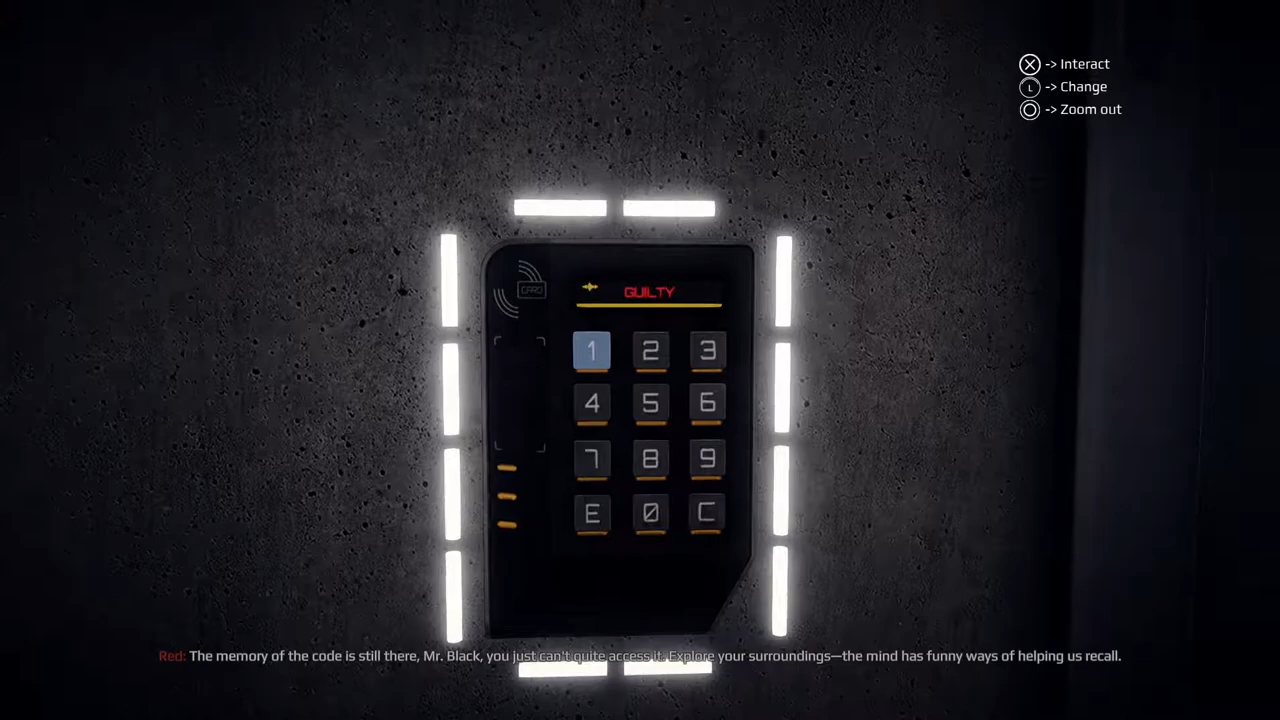 -> Interact
L -> Change
-> Zoom out
CARD
GUILTY
1 2 3
4 5 6
7 8 9
E 0 C
Red: The memory of the code is still there, Mr. Black, you just can't quite access it. Explore your surroundings—the mind has funny ways of helping us recall.